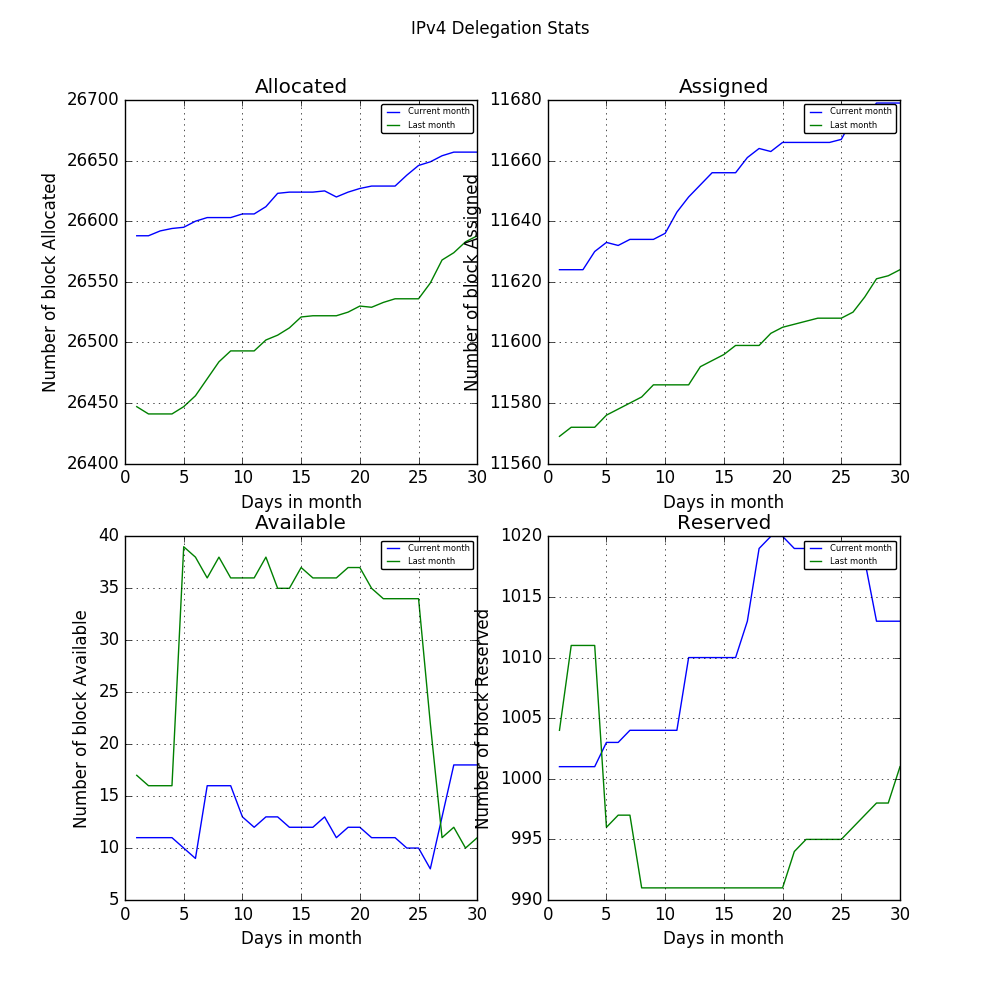 IPv4 Delegation Stats
Allocated
Number of block Allocated
26700
26650
26600
26550
26500
26450
26400
0 5 10 15 20 25 30
Days in month
Current month
Last month
Assigned
Number of block Assigned
11680
11660
11640
11620
11600
11580
11560
0 5 10 15 20 25 30
Days in month
Current month
Last month
Available
Number of block Available
40
35
30
25
20
15
10
5
0 5 10 15 20 25 30
Days in month
Current month
Last month
Reserved
Number of block Reserved
1020
1015
1010
1005
1000
995
990
0 5 10 15 20 25 30
Days in month
Current month
Last month